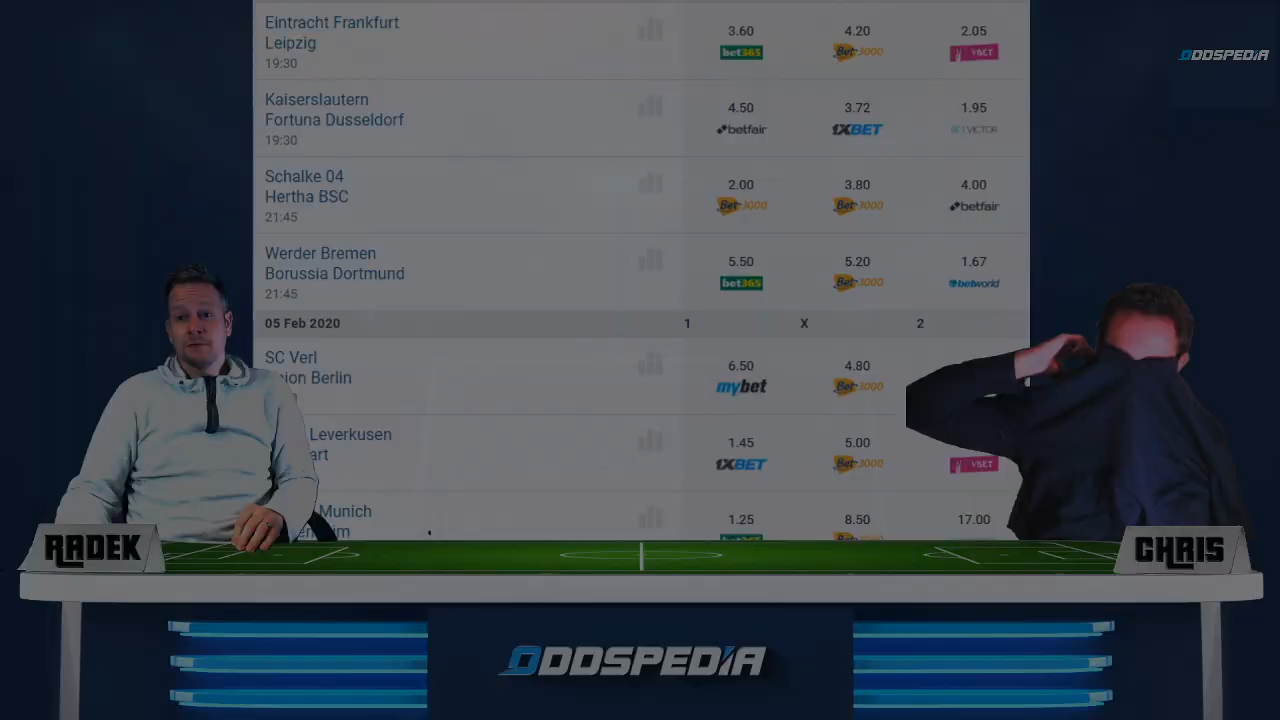 Eintracht Frankfurt
Leipzig
19:30
3.60 4.20 2.05
bet365 Bet3000 VBET
ODDSPEDIA
Kaiserslautern
Fortuna Dusseldorf
19:30
4.50 3.72 1.95
betfair 1XBET BETVICTOR
Schalke 04
Hertha BSC
21:45
2.00 3.80 4.00
Bet3000 Bet3000 betfair
Werder Bremen
Borussia Dortmund
21:45
5.50 5.20 1.67
bet365 Bet3000 betworld
05 Feb 2020 1 X 2
SC Verl
ion Berlin
6.50 4.80
mybet Bet3000
Leverkusen
art
1.45 5.00
1XBET Bet3000 VBET
Munich
1.25 8.50 17.00
RADEK
CHRIS
ODDSPEDIA